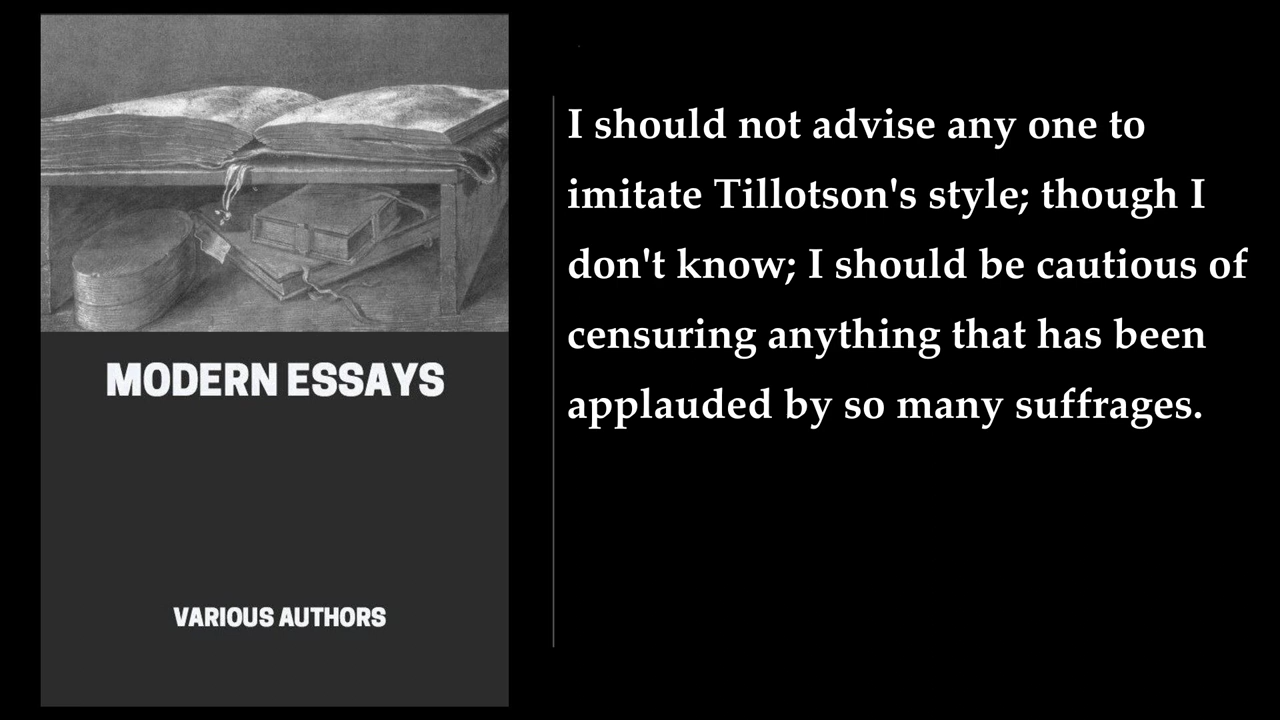 MODERN ESSAYS
VARIOUS AUTHORS
I should not advise any one to
imitate Tillotson's style; though I
don't know; I should be cautious of
censuring anything that has been
applauded by so many suffrages.